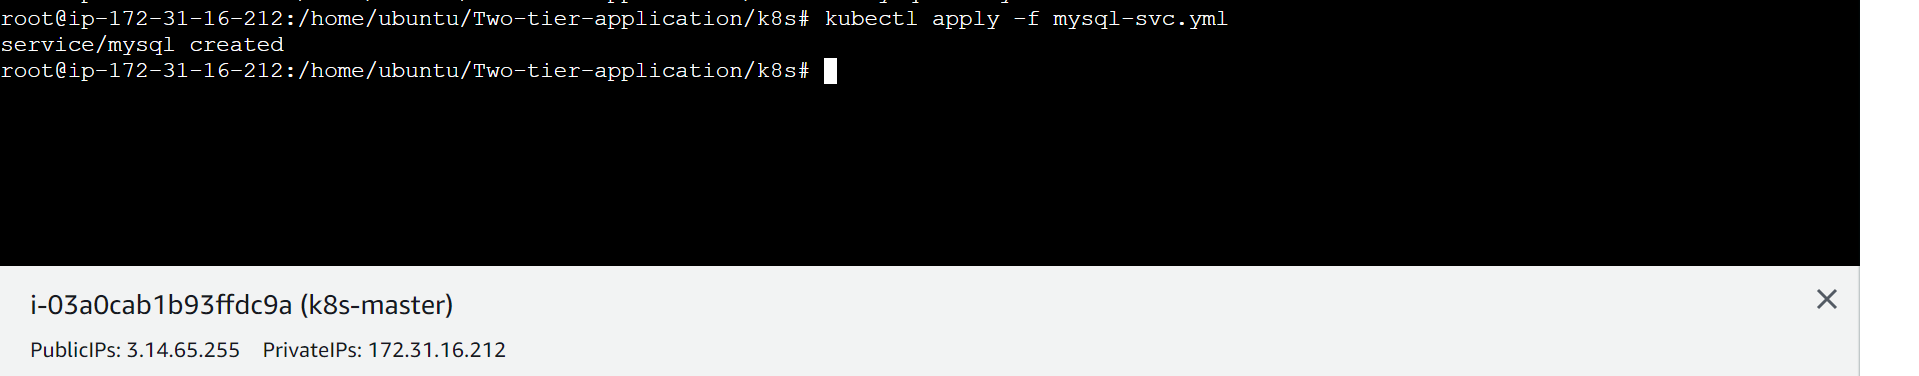 root@ip-172-31-16-212:/home/ubuntu/Two-tier-application/k8s# kubectl apply -f mysql-svc.yml
service/mysql created
root@ip-172-31-16-212:/home/ubuntu/Two-tier-application/k8s#
i-03a0cab1b93ffdc9a (k8s-master)
PublicIPs: 3.14.65.255 PrivateIPs: 172.31.16.212